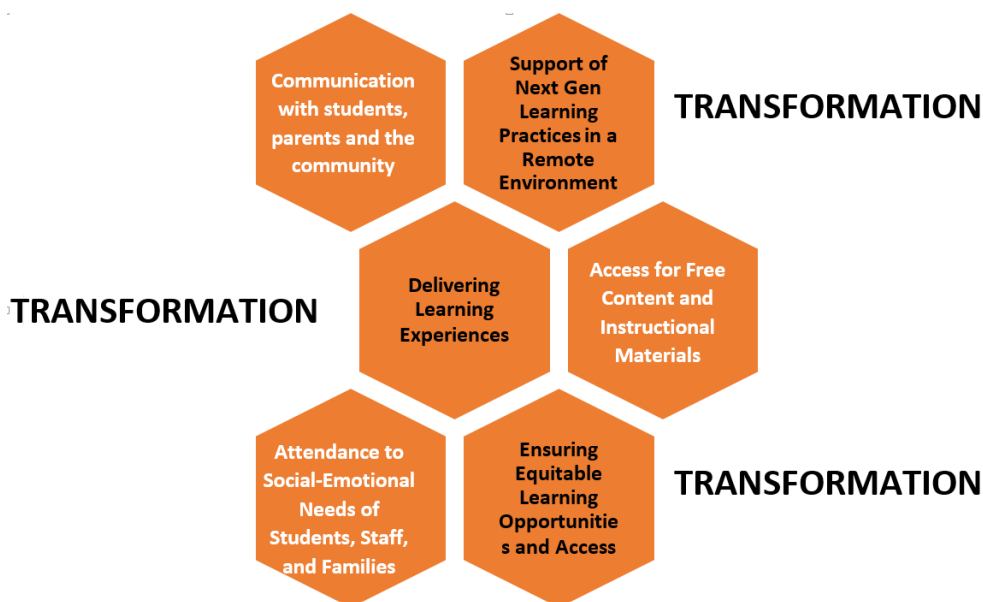 Communication
with students,
parents and the
community
Support of
Next Gen
Learning
Practices in a
Remote
Environment
TRANSFORMATION
TRANSFORMATION
Delivering
Learning
Experiences
Access for Free
Content and
Instructional
Materials
Attendance to
Social-Emotional
Needs of
Students, Staff,
and Families
Ensuring
Equitable
Learning
Opportunitie
s and Access
TRANSFORMATION